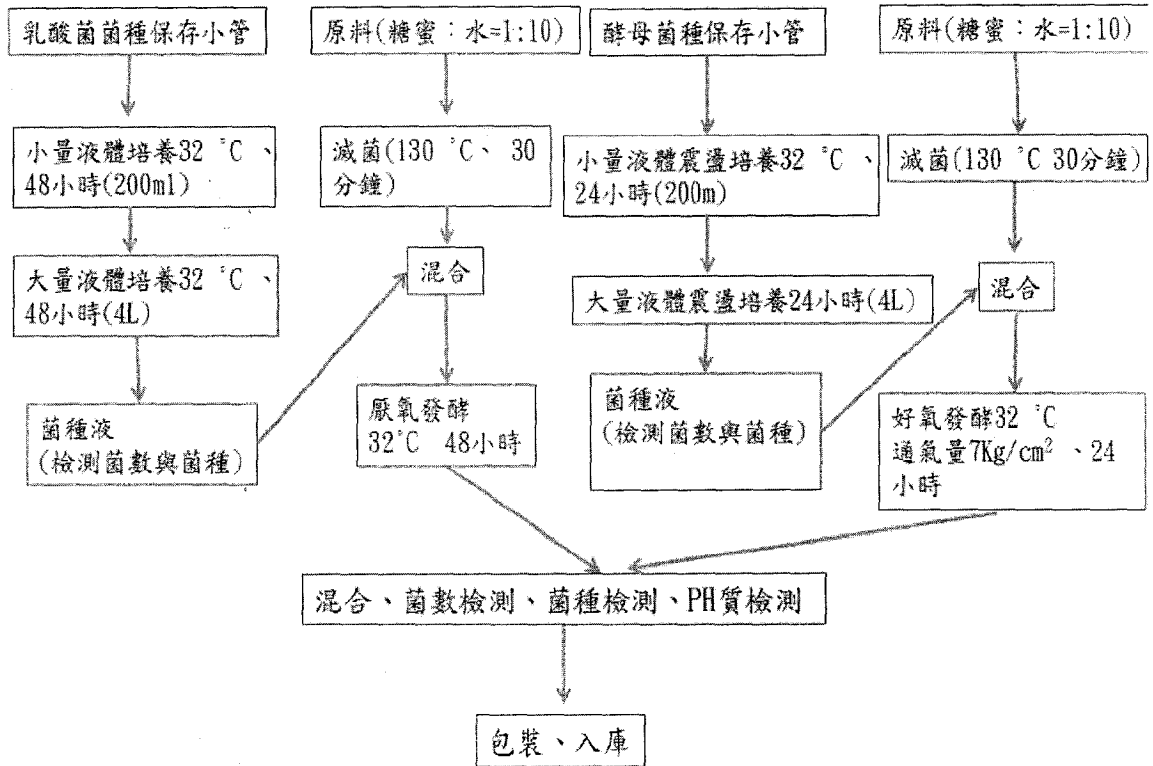 乳酸菌菌種保存小管
原料(糖蜜：水=1:10)
酵母菌種保存小管
原料(糖蜜：水=1:10)
小量液體培養32 °C 、
48小時(200ml)
滅菌(130 °C、 30
分鐘)
小量液體震盪培養32 °C 、
24小時(200m)
滅菌(130 °C 30分鐘)
大量液體培養32 °C 、
48小時(4L)
混合
大量液體震盪培養24小時(4L)
混合
菌種液
(檢測菌數與菌種)
厭氧發酵
32°C 48小時
菌種液
(檢測菌數與菌種)
好氧發酵32 °C
通氣量7Kg/cm² 、24
小時
混合、菌數檢測、菌種檢測、PH質檢測
包裝、入庫